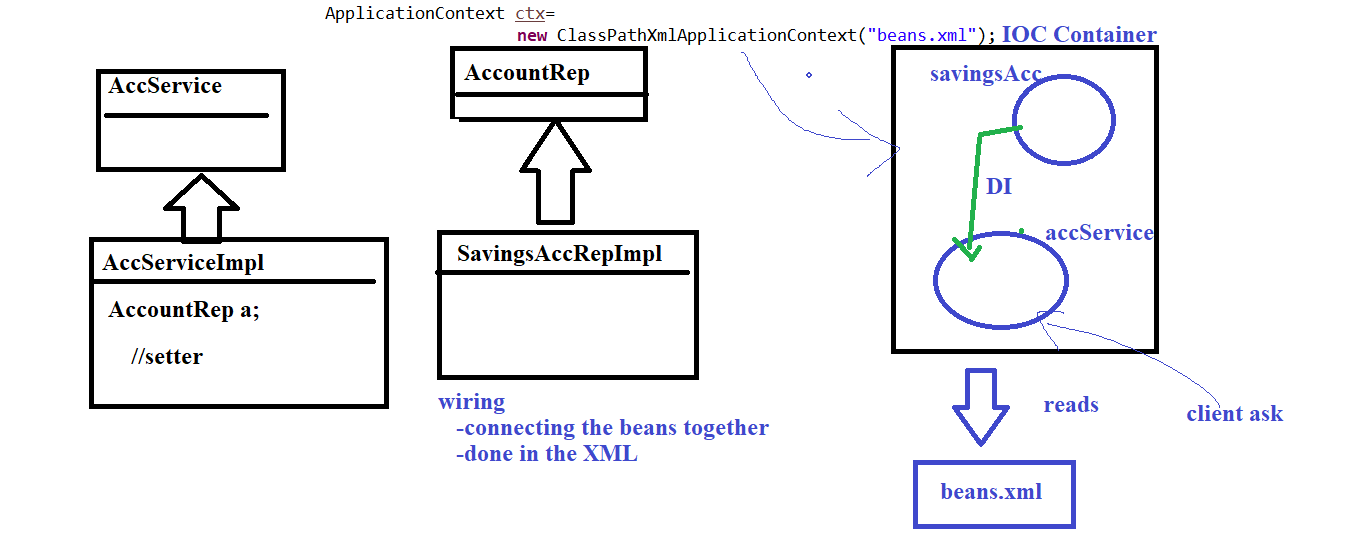 ApplicationContext ctx=
new ClassPathXmlApplicationContext("beans.xml");
IOC Container
AccService
AccountRep
savingsAcc
DI
accService
AccServiceImpl
AccountRep a;
//setter
SavingsAccRepImpl
wiring
-connecting the beans together
-done in the XML
reads
client ask
beans.xml